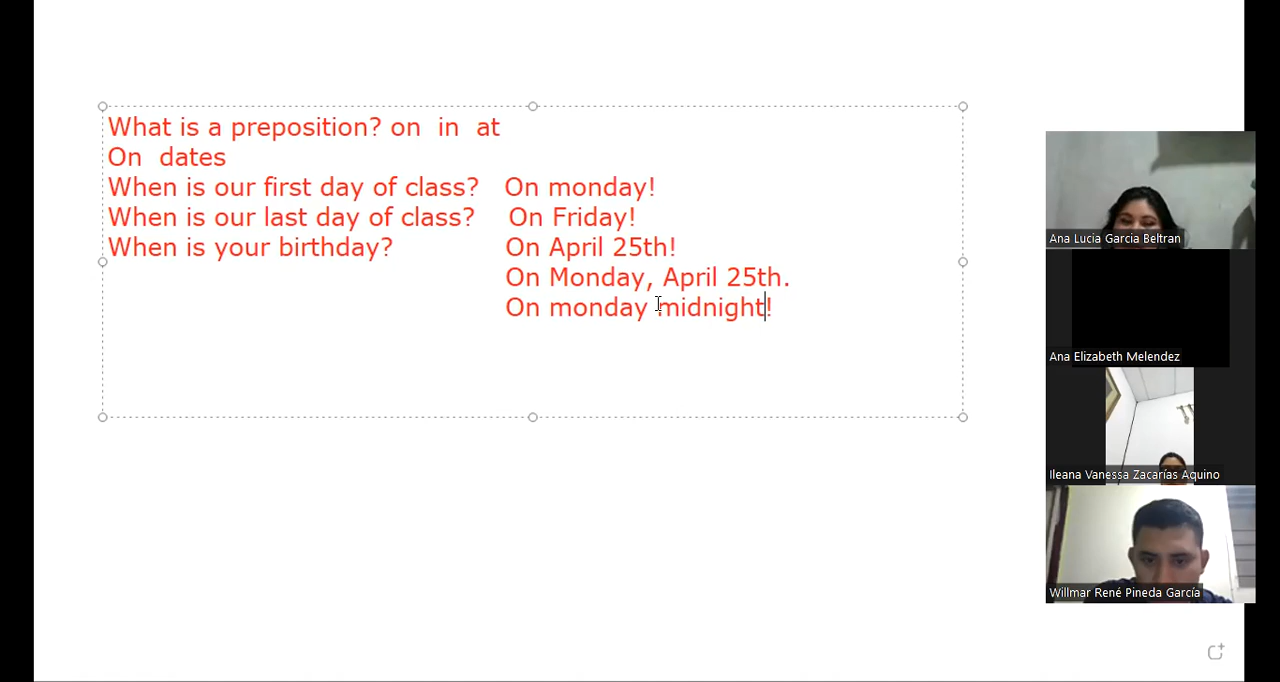 What is a preposition? on in at
On dates
When is our first day of class? On monday!
When is our last day of class? On Friday!
When is your birthday? On April 25th!
On Monday, April 25th.
On monday midnight!
Ana Lucia Garcia Beltran
Ana Elizabeth Melendez
Ileana Vanessa Zacarías Aquino
Willmar René Pineda García